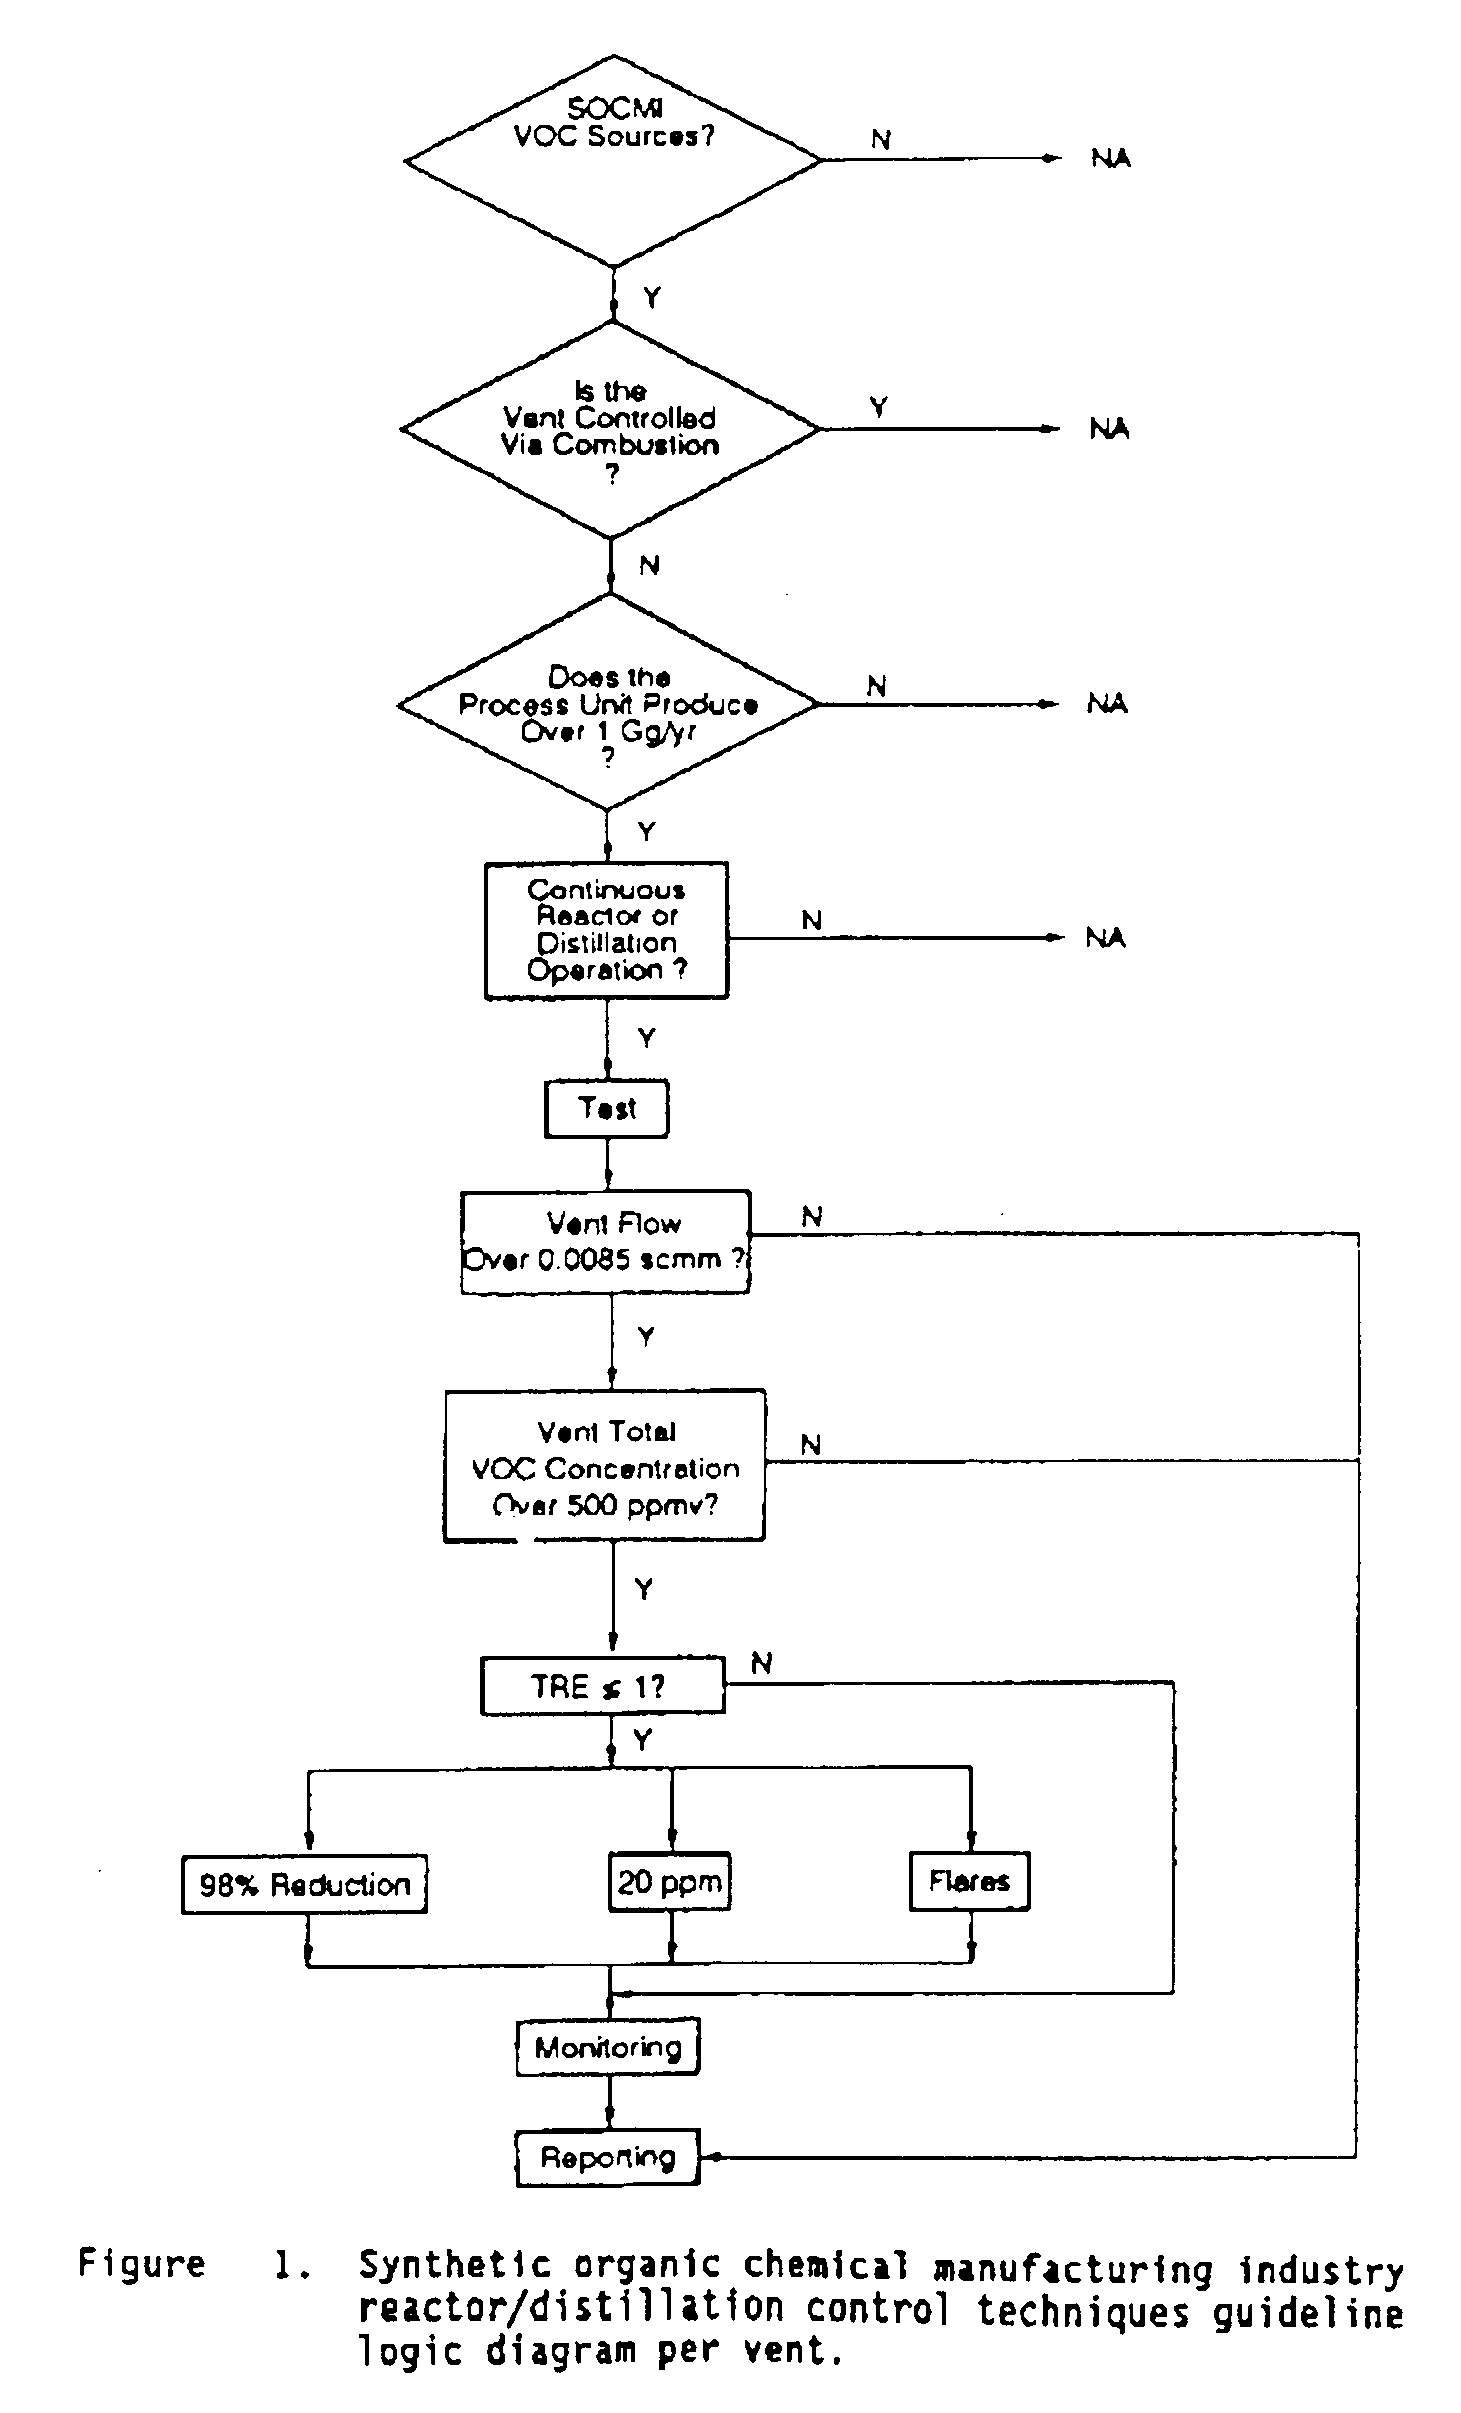 SOCMI
VOC Sources?
N
NA
Y
Is the
Vent Controlled
Via Combustion
?
Y
NA
N
Does the
Process Unit Produce
Over 1 Gg/yr
?
N
NA
Y
Continuous
Reactor or
Distillation
Operation ?
N
NA
Y
Test
Vent Flow
Over 0.0085 scmm ?
N
Y
Vent Total
VOC Concentration
Over 500 ppmv?
N
Y
TRE ≤ 1?
N
Y
98% Reduction
20 ppm
Flares
Monitoring
Reporting
Figure 1. Synthetic organic chemical manufacturing industry
reactor/distillation control techniques guideline
logic diagram per vent.